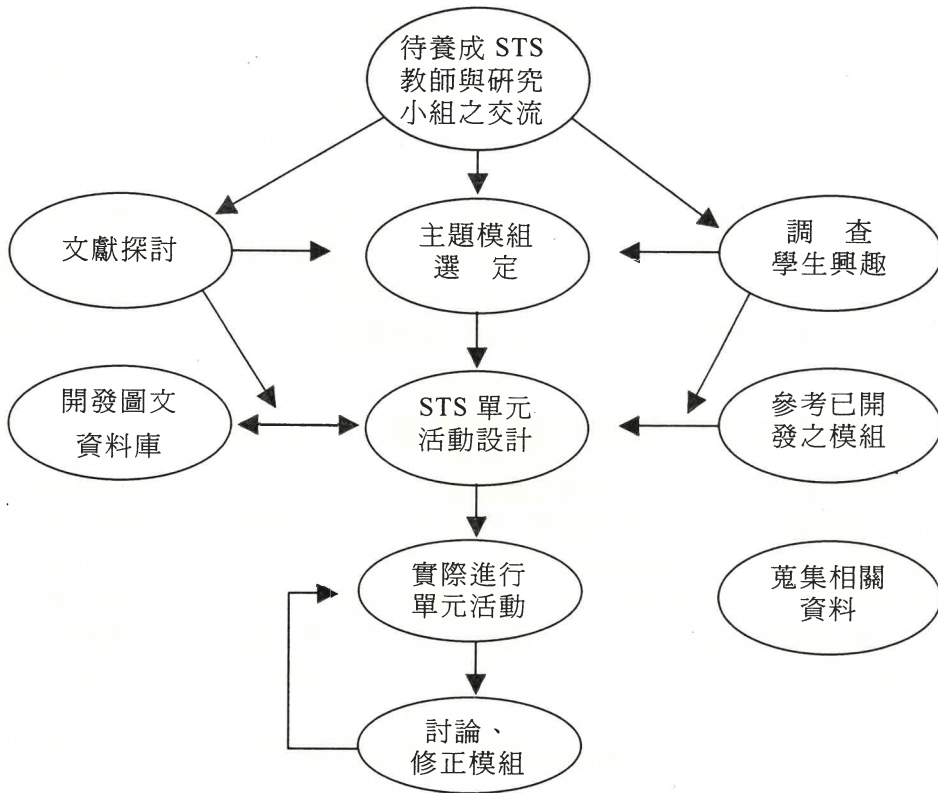 待養成 STS
教師與研究
小組之交流
文獻探討
主題模組
選 定
調 查
學生興趣
開發圖文
資料庫
STS 單元
活動設計
參考已開
發之模組
實際進行
單元活動
蒐集相關
資料
討論、
修正模組